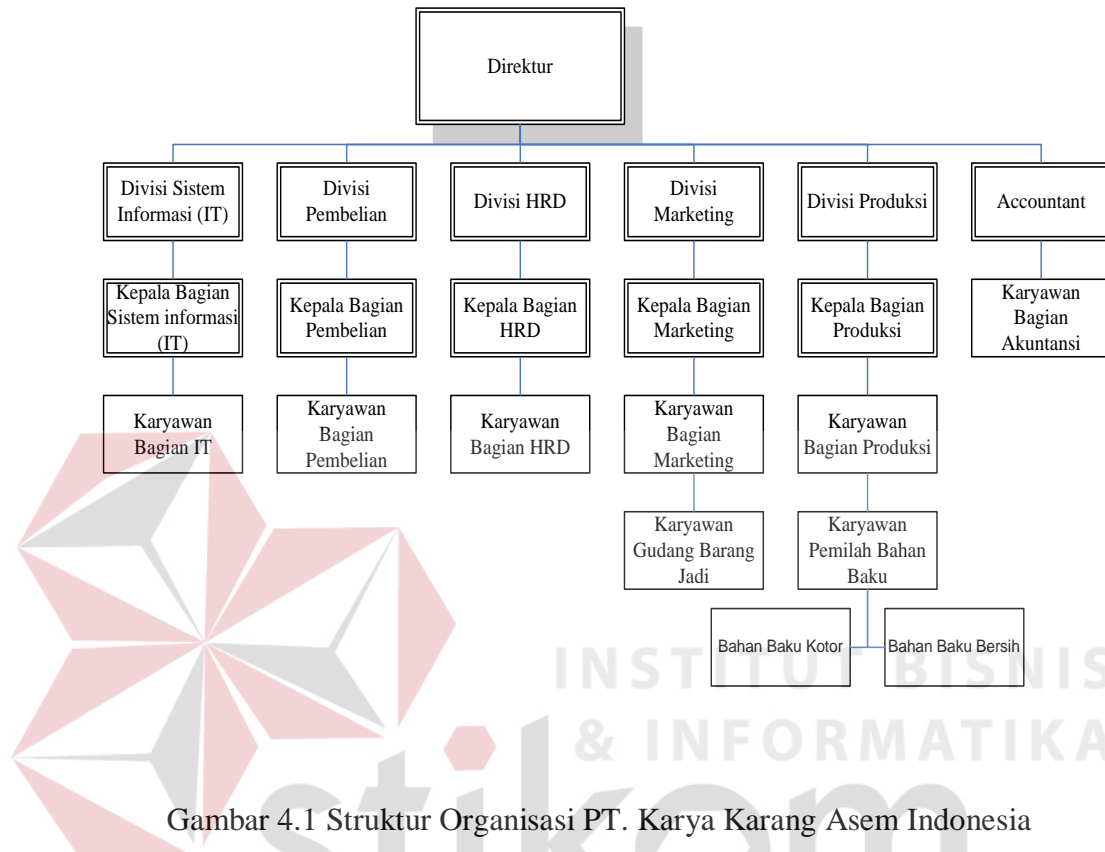 Direktur
Divisi Sistem
Informasi (IT)
Divisi
Pembelian
Divisi HRD
Divisi
Marketing
Divisi Produksi
Accountant
Kepala Bagian
Sistem informasi
(IT)
Kepala Bagian
Pembelian
Kepala Bagian
HRD
Kepala Bagian
Marketing
Kepala Bagian
Produksi
Karyawan
Bagian
Akuntansi
Karyawan
Bagian IT
Karyawan
Bagian
Pembelian
Karyawan
Bagian HRD
Karyawan
Bagian
Marketing
Karyawan
Bagian Produksi
Karyawan
Gudang Barang
Jadi
Karyawan
Pemilah Bahan
Baku
Bahan Baku Kotor
Bahan Baku Bersih
INSTITUT BISNIS
& INFORMATIKA
stikom
Gambar 4.1 Struktur Organisasi PT. Karya Karang Asem Indonesia